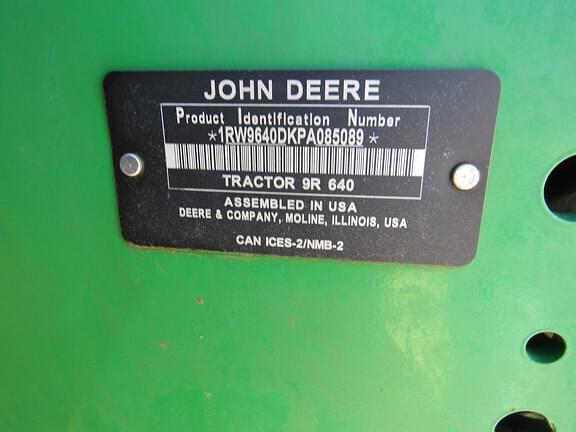 JOHN DEERE
Product Identification Number
*1RW9640DKPA085089*
TRACTOR 9R 640
ASSEMBLED IN USA
DEERE & COMPANY, MOLINE, ILLINOIS, USA
CAN ICES-2/NMB-2